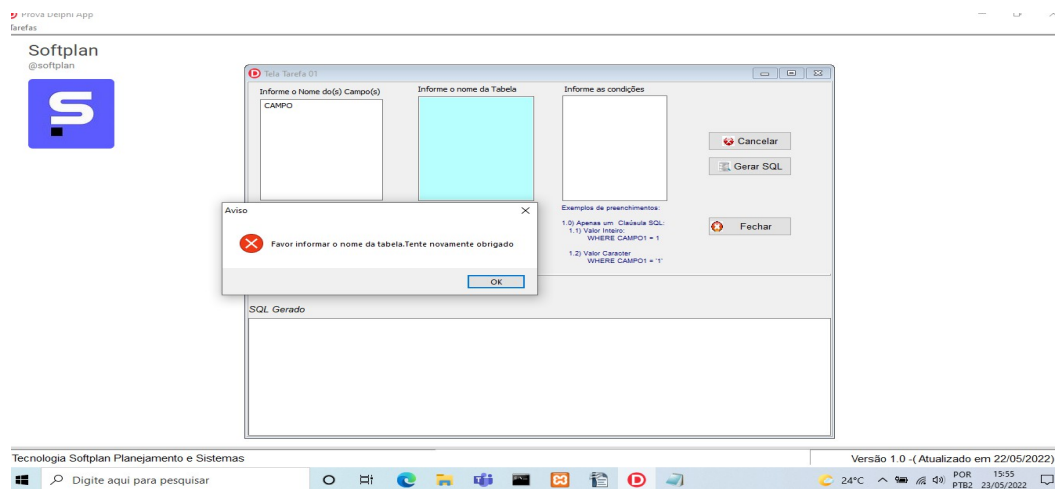 Prova Delphi App
Tarefas
Softplan
@softplan
Tela Tarefa 01
Informe o Nome do(s) Campo(s)
Informe o nome da Tabela
Informe as condições
CAMPO
Cancelar
Gerar SQL
Fechar
Exemplos de preenchimentos:
1.0) Apenas um Claúsula SQL:
1.1) Valor Inteiro:
WHERE CAMPO1 = 1
1.2) Valor Caracter
WHERE CAMPO1 = '1'
Aviso
Favor informar o nome da tabela.Tente novamente obrigado
OK
SQL Gerado
Tecnologia Softplan Planejamento e Sistemas
Versão 1.0 -( Atualizado em 22/05/2022)
Digite aqui para pesquisar
24°C
POR
PTB2
15:55
23/05/2022